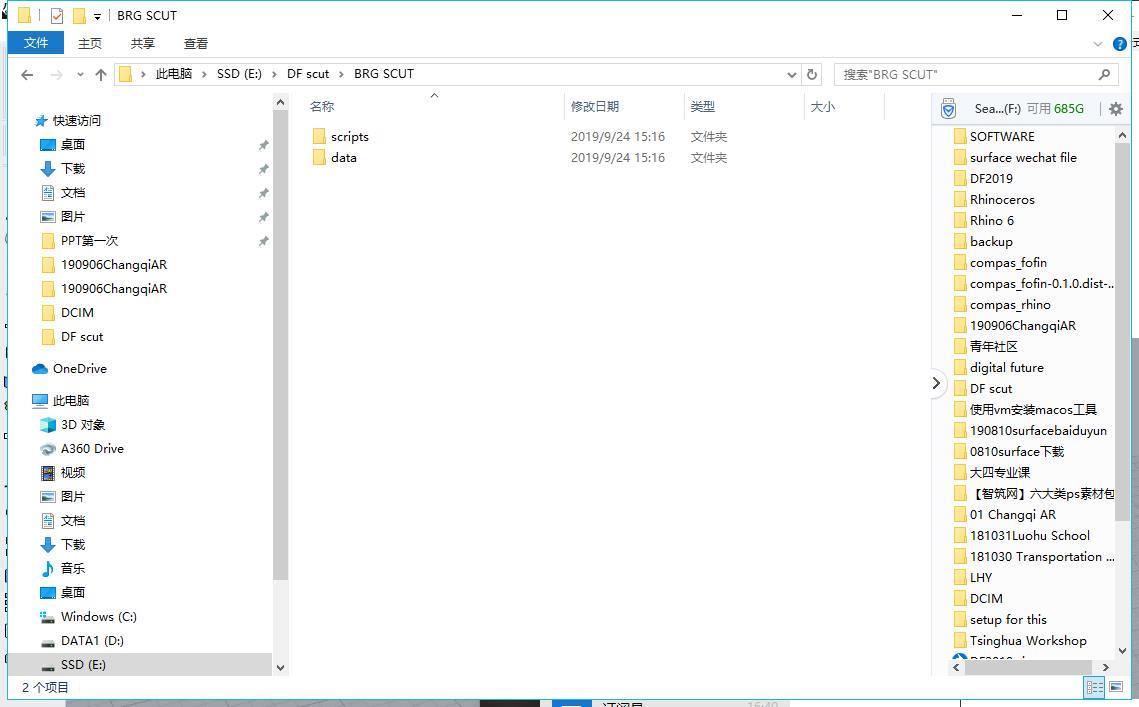 BRG SCUT
文件 主页 共享 查看
此电脑 SSD (E:) DF scut BRG SCUT 搜索"BRG SCUT"
名称 修改日期 类型 大小
scripts 2019/9/24 15:16 文件夹
data 2019/9/24 15:16 文件夹
快速访问
桌面
下载
文档
图片
PPT第一次
190906ChangqiAR
190906ChangqiAR
DCIM
DF scut
OneDrive
此电脑
3D 对象
A360 Drive
视频
图片
文档
下载
音乐
桌面
Windows (C:)
DATA1 (D:)
SSD (E:)
Sea...(F:) 可用 685G
SOFTWARE
surface wechat file
DF2019
Rhinoceros
Rhino 6
backup
compas_fofin
compas_fofin-0.1.0.dist-..
compas_rhino
190906ChangqiAR
青年社区
digital future
DF scut
使用vm安装macos工具
190810surfacebaiduyun
0810surface下载
大四专业课
【智筑网】六大类ps素材包
01 Changqi AR
181031Luohu School
181030 Transportation ...
LHY
DCIM
setup for this
Tsinghua Workshop
2 个项目
16:40